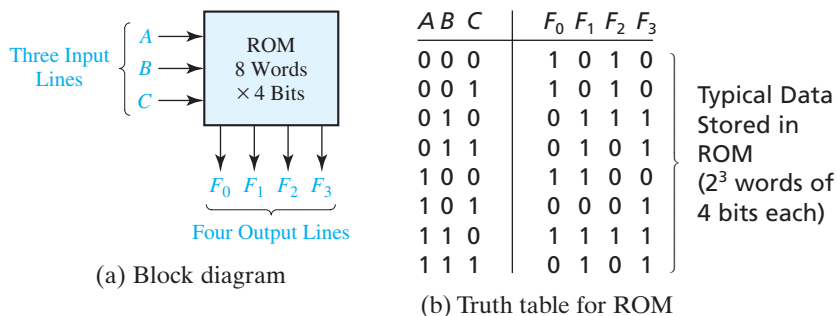 Three Input
Lines
A
B
C
ROM
8 Words
× 4 Bits
F₀ F₁ F₂ F₃
Four Output Lines
(a) Block diagram
A B C F₀ F₁ F₂ F₃
0 0 0 1 0 1 0
0 0 1 1 0 1 0
0 1 0 0 1 1 1
0 1 1 0 1 0 1
1 0 0 1 1 0 0
1 0 1 0 0 0 1
1 1 0 1 1 1 1
1 1 1 0 1 0 1
Typical Data
Stored in
ROM
(2³ words of
4 bits each)
(b) Truth table for ROM